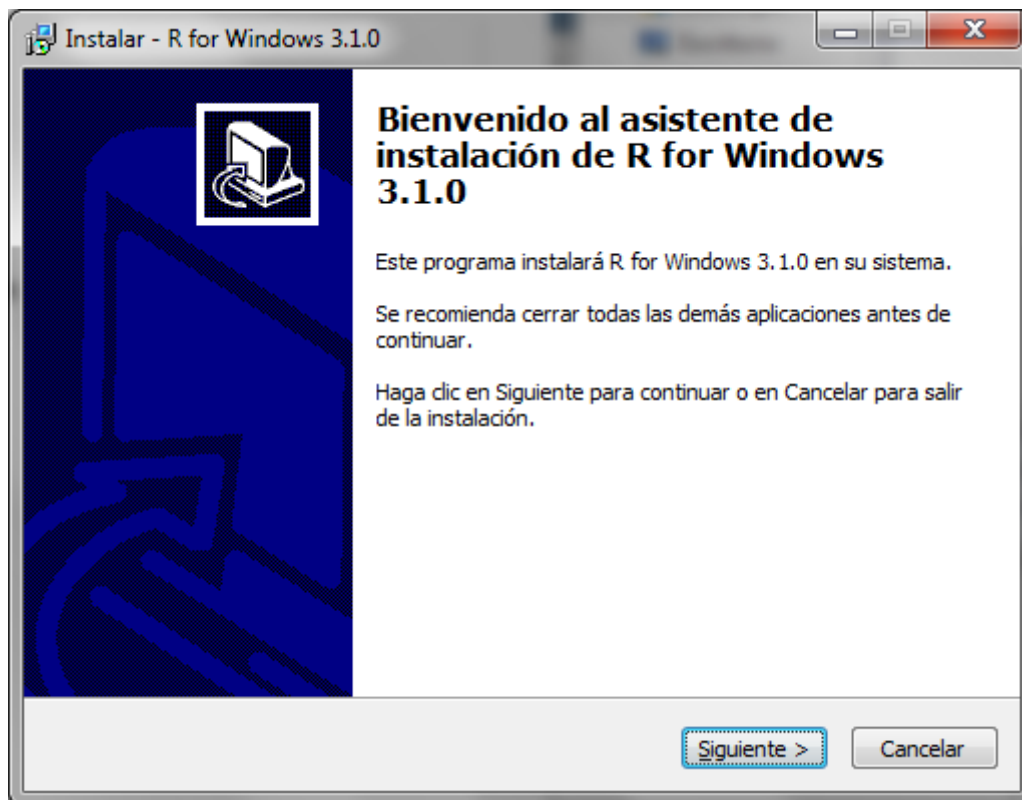 Instalar - R for Windows 3.1.0
Bienvenido al asistente de
instalación de R for Windows
3.1.0
Este programa instalará R for Windows 3.1.0 en su sistema.
Se recomienda cerrar todas las demás aplicaciones antes de
continuar.
Haga clic en Siguiente para continuar o en Cancelar para salir
de la instalación.
Siguiente >
Cancelar